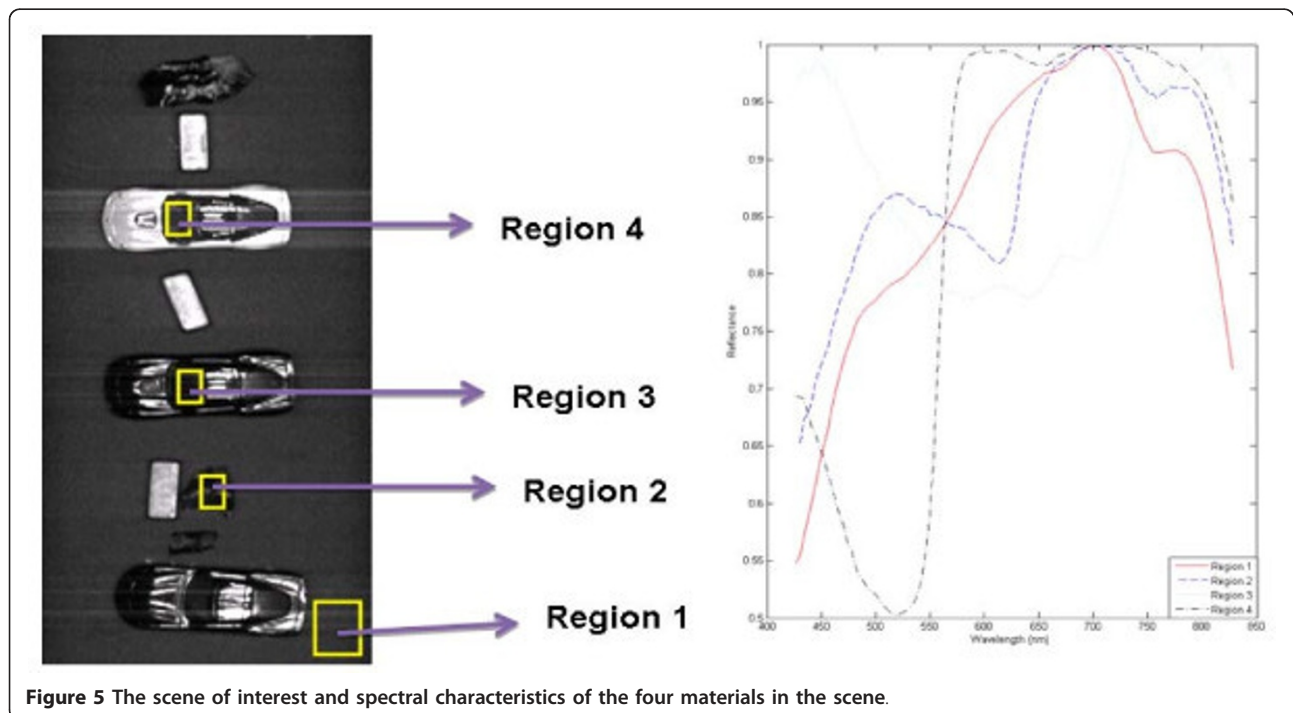 Region 4
Region 3
Region 2
Region 1
1
0.95
0.9
0.85
0.8
0.75
0.7
0.65
0.6
0.55
0.5
400 450 500 550 600 650 700 750 800 850
Reflectance
Wavelength (nm)
Region 1
Region 2
Region 3
Region 4
Figure 5 The scene of interest and spectral characteristics of the four materials in the scene.